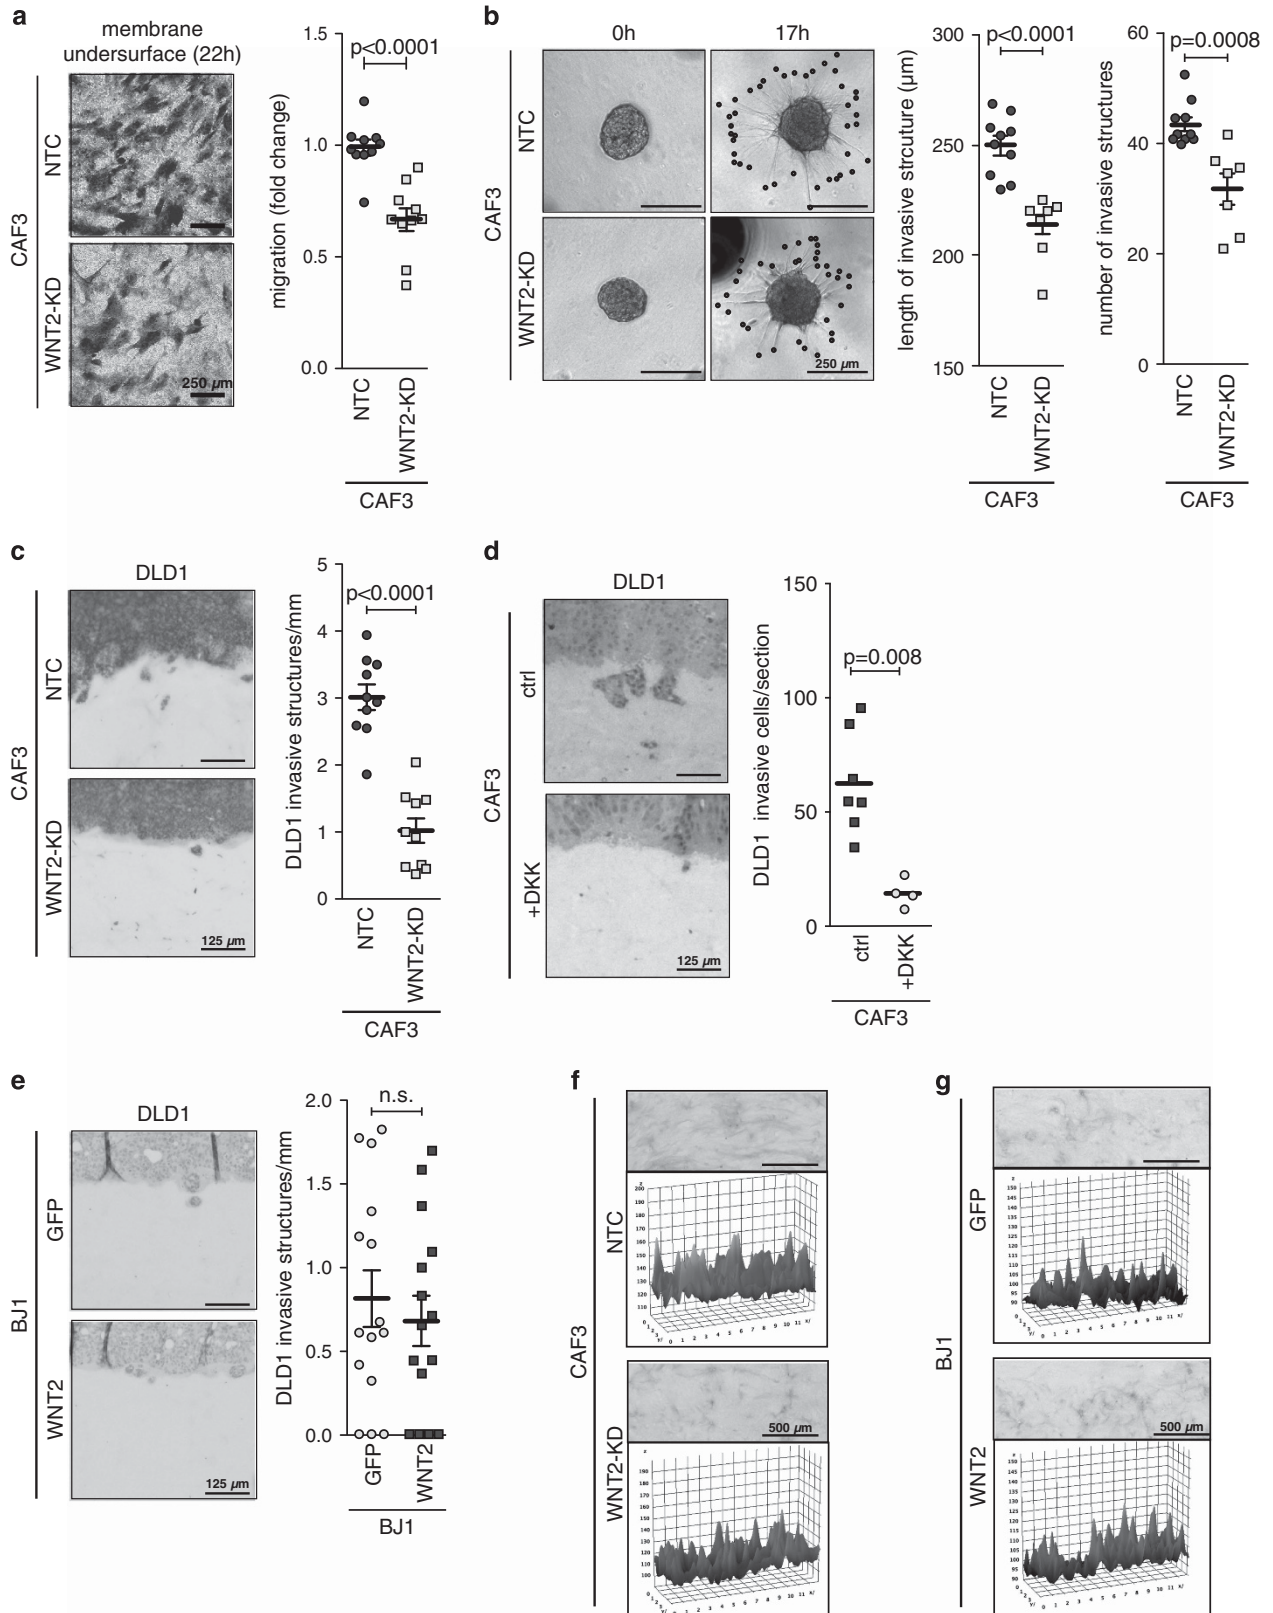 a
membrane
undersurface (22h)
CAF3
NTC
WNT2-KD
250 µm
migration (fold change)
1.5
1.0
0.5
0.0
p<0.0001
NTC
WNT2-KD
CAF3
b
0h
17h
CAF3
NTC
WNT2-KD
250 µm
length of invasive strcuture (µm)
300
250
200
150
p<0.0001
NTC
WNT2-KD
CAF3
number of invasive structures
60
40
20
0
p=0.0008
NTC
WNT2-KD
CAF3
c
DLD1
CAF3
NTC
WNT2-KD
125 µm
DLD1 invasive structures/mm
5
4
3
2
1
0
p<0.0001
NTC
WNT2-KD
CAF3
d
DLD1
CAF3
ctrl
+DKK
125 µm
DLD1 invasive cells/section
150
100
50
0
p=0.008
ctrl
+DKK
CAF3
e
DLD1
BJ1
GFP
WNT2
125 µm
DLD1 invasive structures/mm
2.0
1.5
1.0
0.5
0.0
n.s.
GFP
WNT2
BJ1
f
CAF3
NTC
WNT2-KD
500 µm
g
BJ1
GFP
WNT2
500 µm